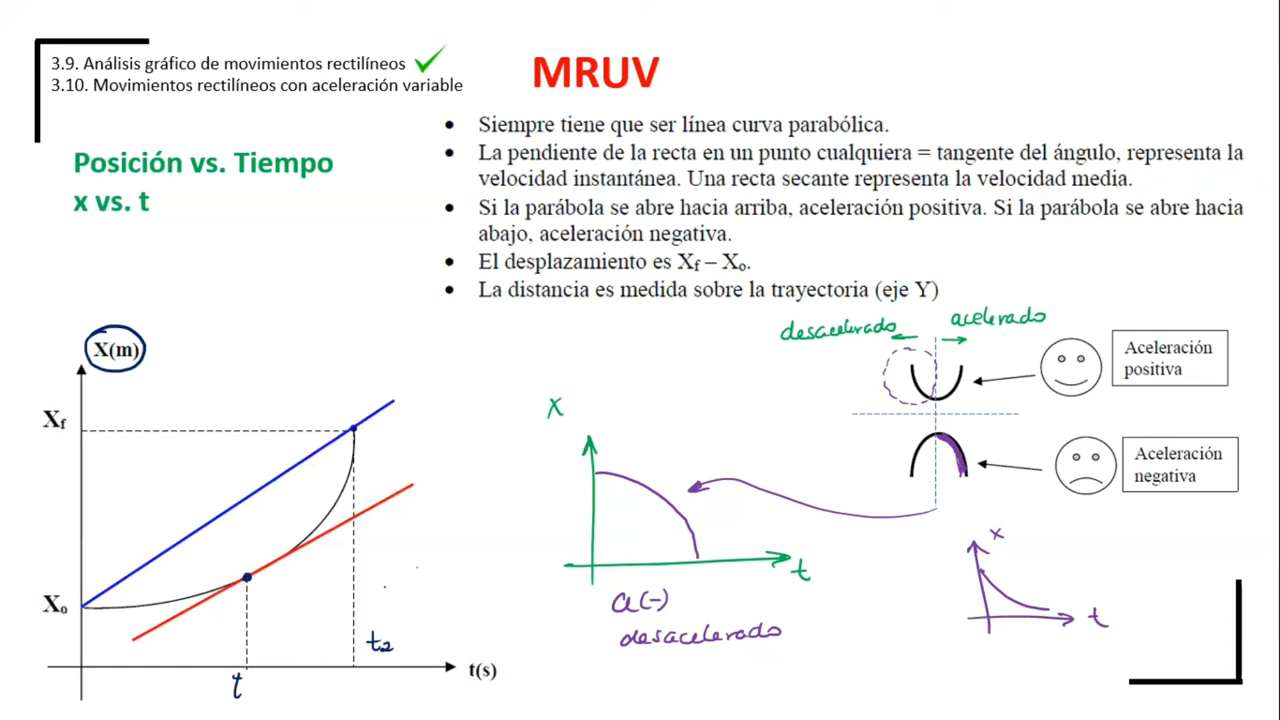 3.9. Análisis gráfico de movimientos rectilíneos
3.10. Movimientos rectilíneos con aceleración variable
MRUV
Posición vs. Tiempo
x vs. t
• Siempre tiene que ser línea curva parabólica.
• La pendiente de la recta en un punto cualquiera = tangente del ángulo, representa la
velocidad instantánea. Una recta secante representa la velocidad media.
• Si la parábola se abre hacia arriba, aceleración positiva. Si la parábola se abre hacia
abajo, aceleración negativa.
• El desplazamiento es Xf – Xo.
• La distancia es medida sobre la trayectoria (eje Y)
desacelerado
acelerado
Aceleración
positiva
Aceleración
negativa
X(m)
Xf
Xo
t
t2
t(s)
x
t
a(-)
desacelerado
x
t